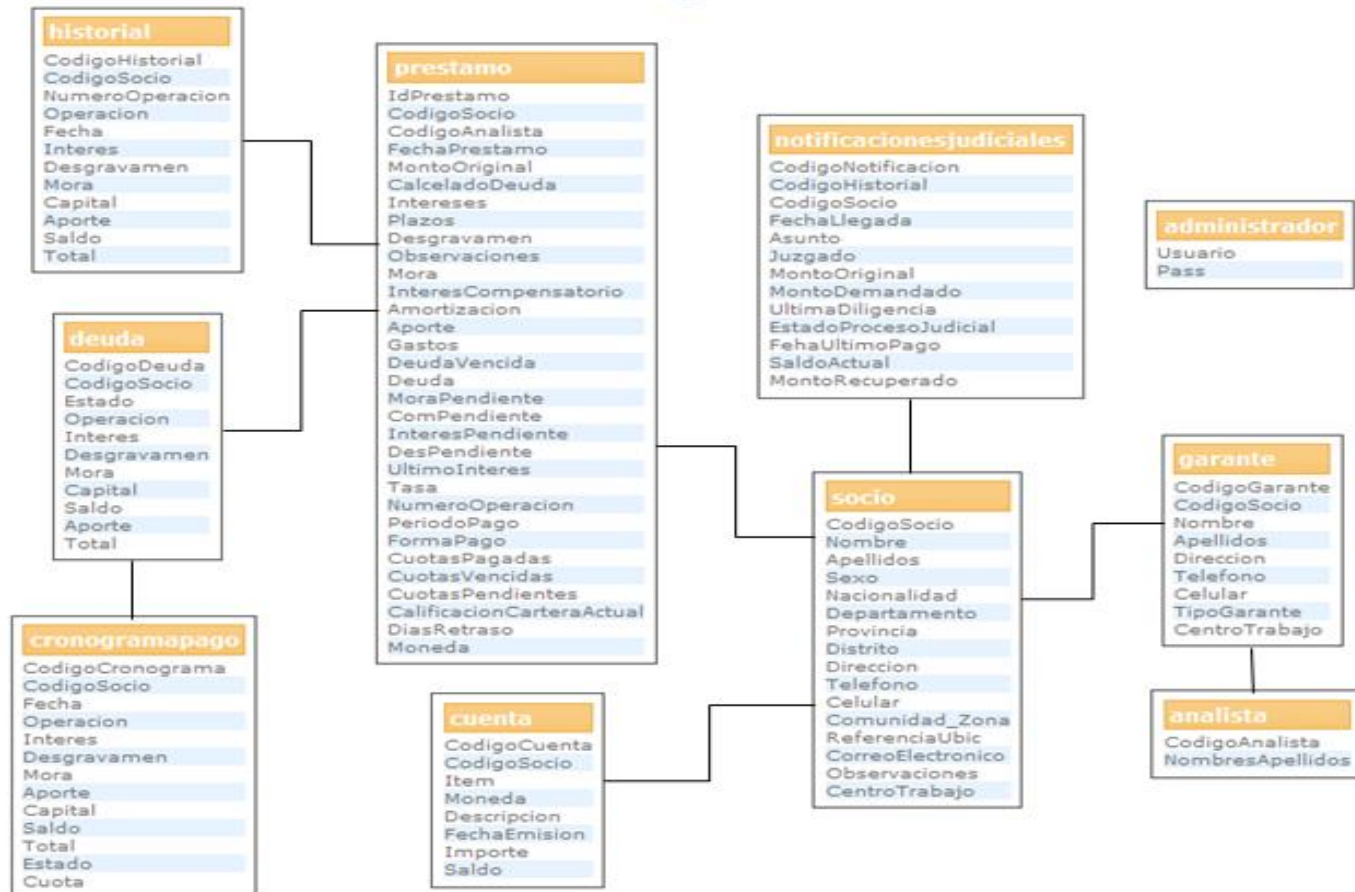 historial
CodigoHistorial
CodigoSocio
NumeroOperacion
Operacion
Fecha
Interes
Desgravamen
Mora
Capital
Aporte
Saldo
Total
prestamo
IdPrestamo
CodigoSocio
CodigoAnalista
FechaPrestamo
MontoOriginal
CalceladoDeuda
Intereses
Plazos
Desgravamen
Observaciones
Mora
InteresCompensatorio
Amortizacion
Aporte
Gastos
DeudaVencida
Deuda
MoraPendiente
ComPendiente
InteresPendiente
DesPendiente
UltimoInteres
Tasa
NumeroOperacion
PeriodoPago
FormaPago
CuotasPagadas
CuotasVencidas
CuotasPendientes
CalificacionCarteraActual
DiasRetraso
Moneda
notificacionesjudiciales
CodigoNotificacion
CodigoHistorial
CodigoSocio
FechaLlegada
Asunto
Juzgado
MontoOriginal
MontoDemandado
UltimaDiligencia
EstadoProcesoJudicial
FehaUltimoPago
SaldoActual
MontoRecuperado
administrador
Usuario
Pass
deuda
CodigoDeuda
CodigoSocio
Estado
Operacion
Interes
Desgravamen
Mora
Capital
Saldo
Aporte
Total
socio
CodigoSocio
Nombre
Apellidos
Sexo
Nacionalidad
Departamento
Provincia
Distrito
Direccion
Telefono
Celular
Comunidad_Zona
ReferenciaUbic
CorreoElectronico
Observaciones
CentroTrabajo
garante
CodigoGarante
CodigoSocio
Nombre
Apellidos
Direccion
Telefono
Celular
TipoGarante
CentroTrabajo
cronogramapago
CodigoCronograma
CodigoSocio
Fecha
Operacion
Interes
Desgravamen
Mora
Aporte
Capital
Saldo
Total
Estado
Cuota
cuenta
CodigoCuenta
CodigoSocio
Item
Moneda
Descripcion
FechaEmision
Importe
Saldo
analista
CodigoAnalista
NombresApellidos